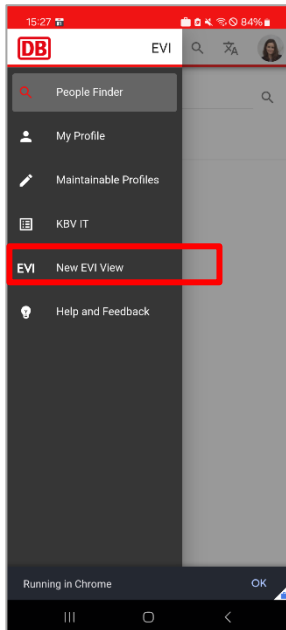 15:27 84%
DB EVI
People Finder
My Profile
Maintainable Profiles
KBV IT
EVI New EVI View
Help and Feedback
Running in Chrome OK